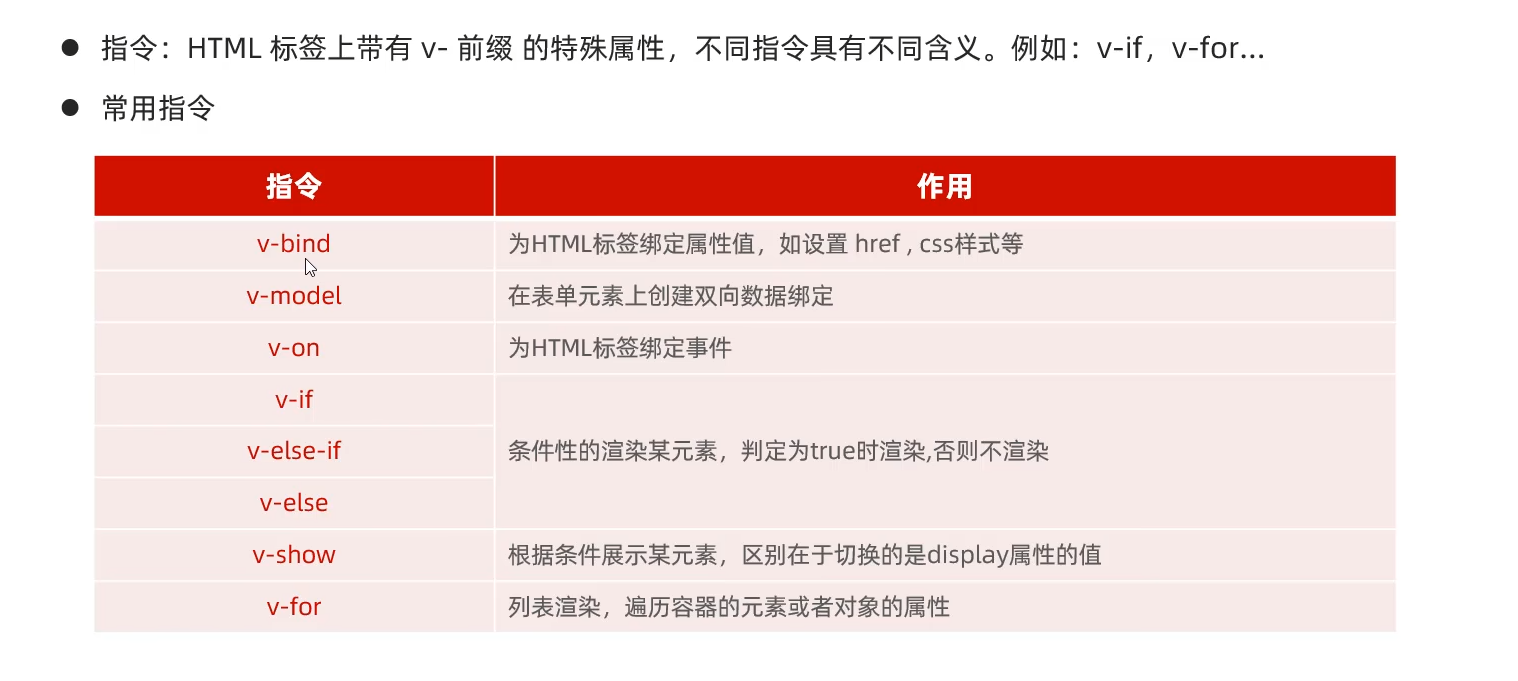 指令：HTML 标签上带有 v- 前缀 的特殊属性，不同指令具有不同含义。例如：v-if，v-for…
常用指令
指令 作用
v-bind 为HTML标签绑定属性值，如设置 href , css样式等
v-model 在表单元素上创建双向数据绑定
v-on 为HTML标签绑定事件
v-if
v-else-if 条件性的渲染某元素，判定为true时渲染,否则不渲染
v-else
v-show 根据条件展示某元素，区别在于切换的是display属性的值
v-for 列表渲染，遍历容器的元素或者对象的属性